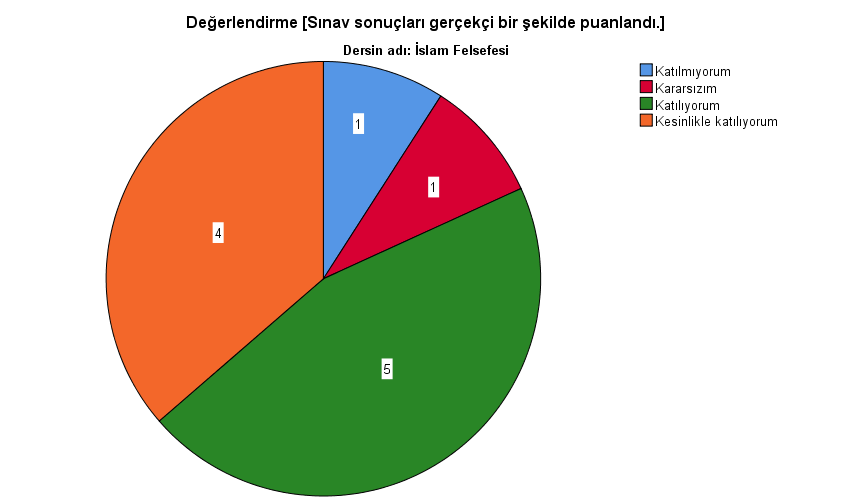 Değerlendirme [Sınav sonuçları gerçekçi bir şekilde puanlandı.]
Dersin adı: İslam Felsefesi
Katılmıyorum
Kararsızım
Katılıyorum
Kesinlikle katılıyorum
1
1
4
5